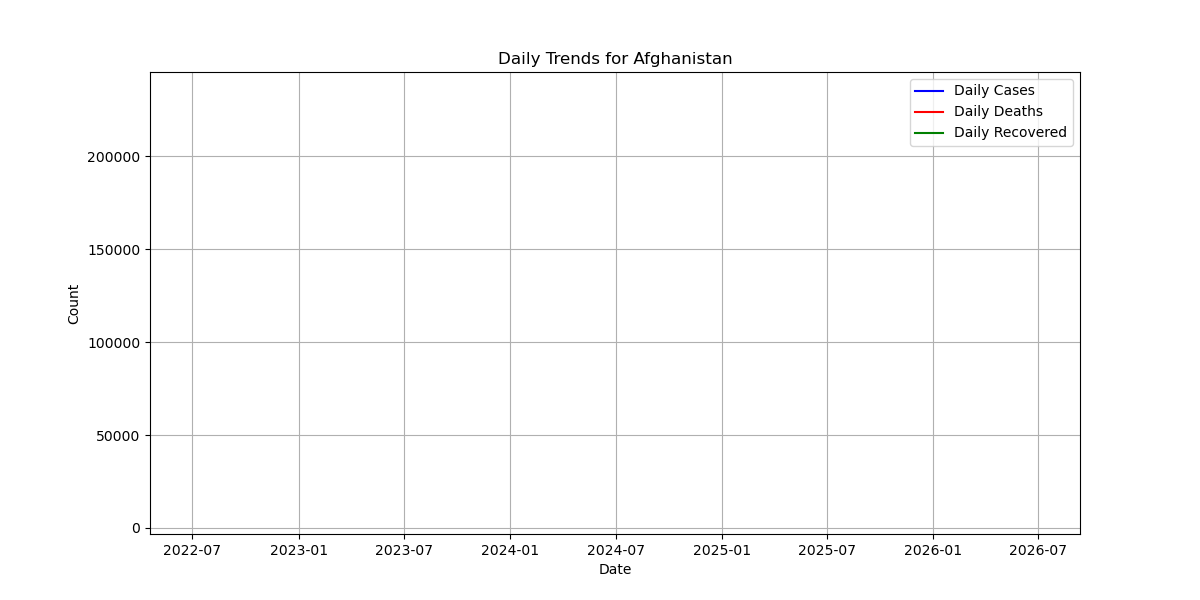 Daily Trends for Afghanistan
Daily Cases
Daily Deaths
Daily Recovered
200000
150000
100000
50000
0
Count
2022-07 2023-01 2023-07 2024-01 2024-07 2025-01 2025-07 2026-01 2026-07
Date